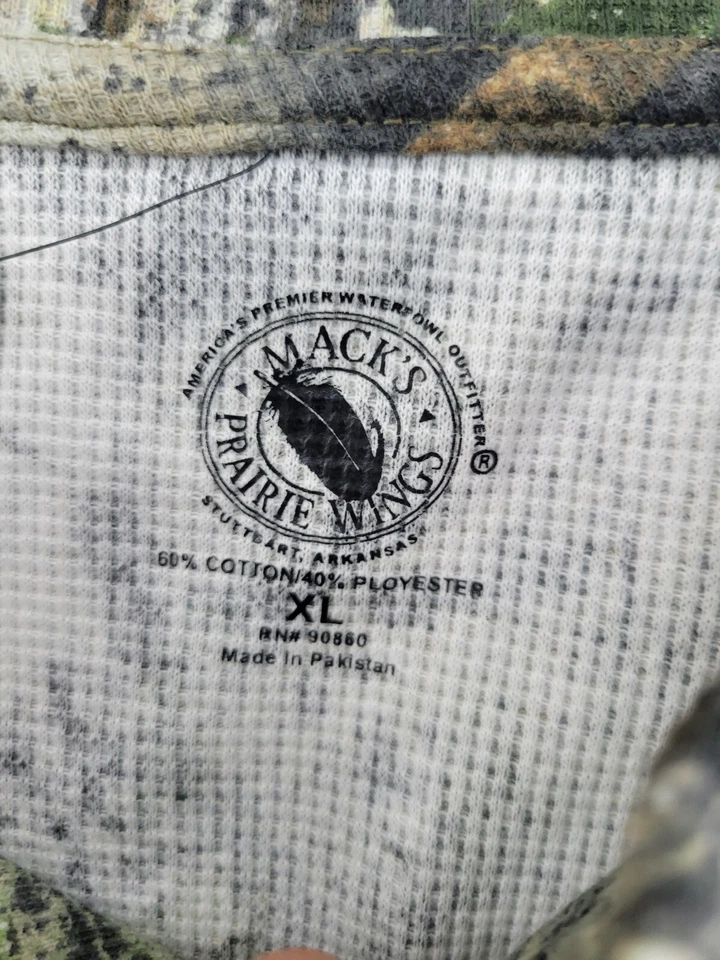 AMERICA'S PREMIER WATERFOWL OUTFITTER®
MACK'S
PRAIRIE WINGS
STUTTGART, ARKANSAS
60% COTTON/40% PLOYESTER
XL
RN# 90860
Made In Pakistan